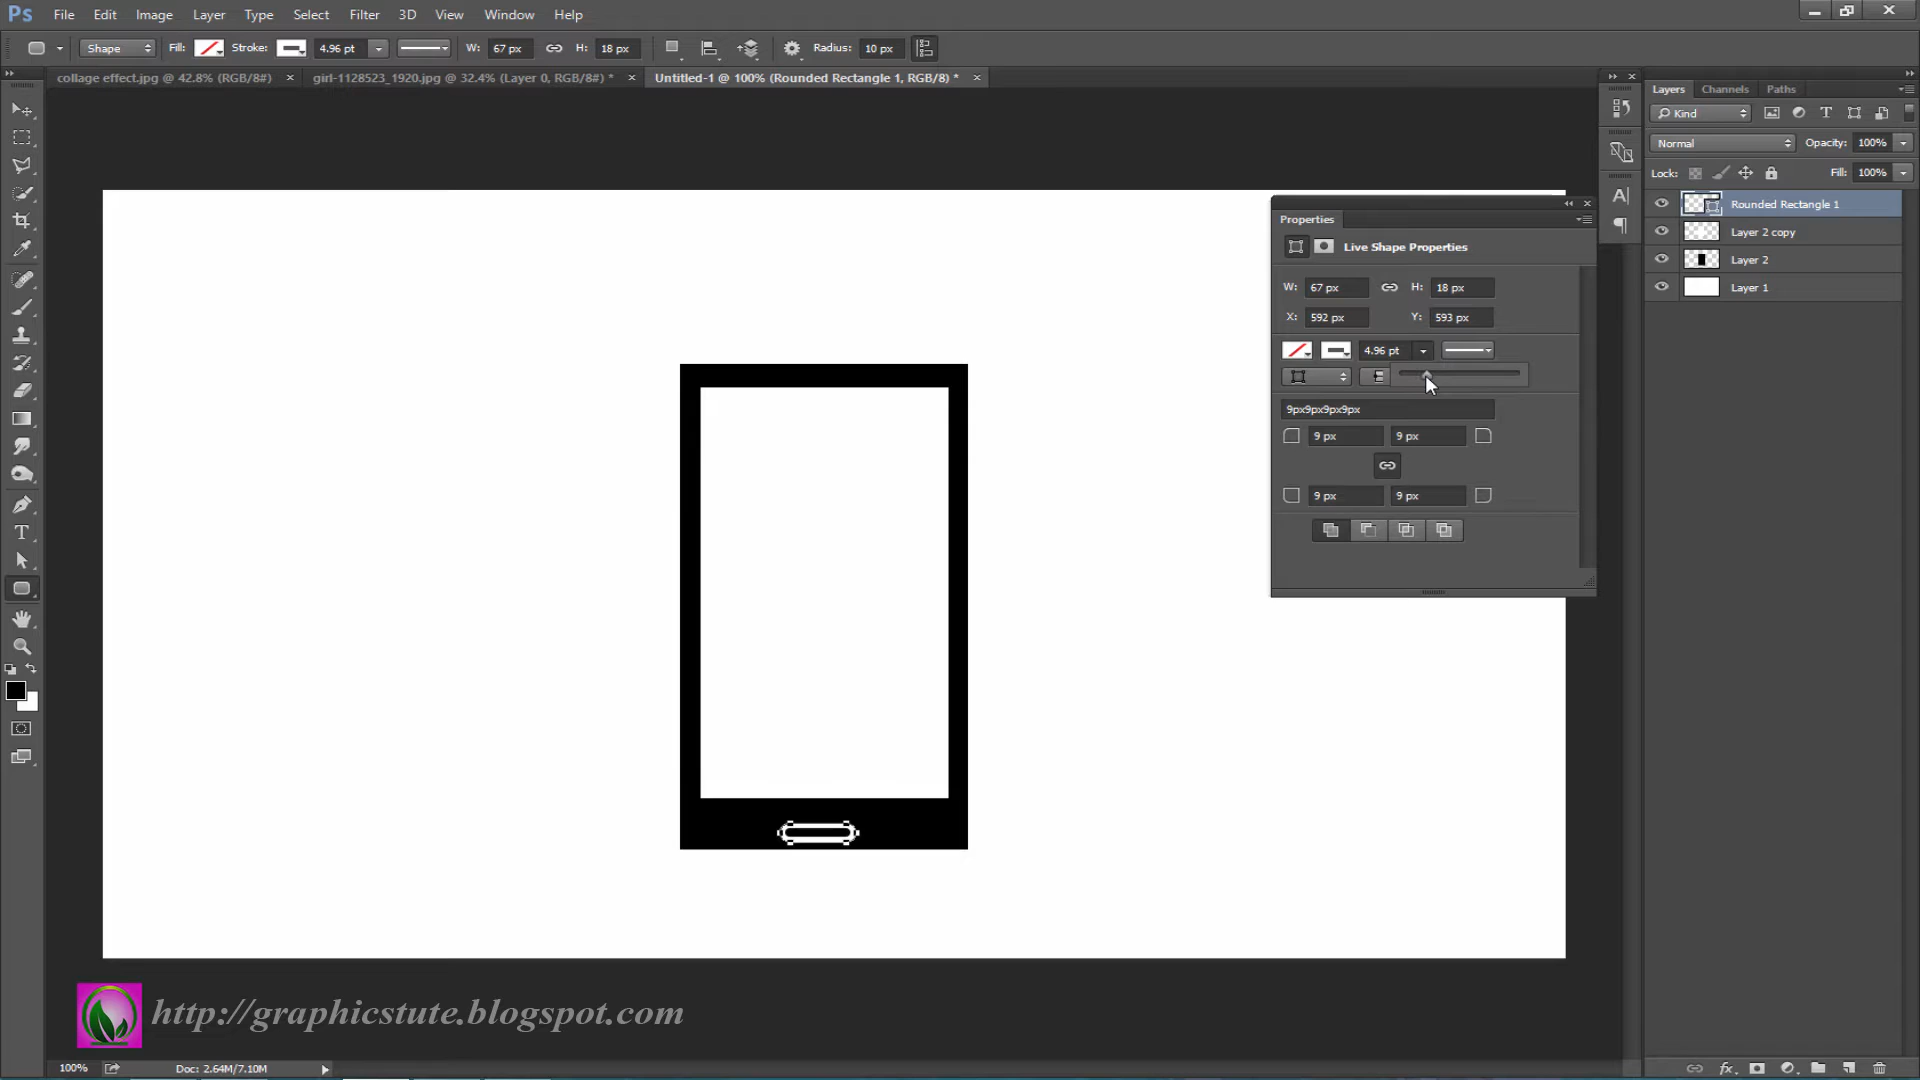 Ps File Edit Image Layer Type Select Filter 3D View Window Help
Shape Fill: Stroke: 4.96 pt W: 67 px H: 18 px Radius: 10 px
collage effect.jpg @ 42.8% (RGB/8#) × girl-1128523_1920.jpg @ 32.4% (Layer 0, RGB/8#) * × Untitled-1 @ 100% (Rounded Rectangle 1, RGB/8) * ×
Layers Channels Paths
Kind
Normal Opacity: 100%
Lock: Fill: 100%
Rounded Rectangle 1
Layer 2 copy
Layer 2
Layer 1
Properties
Live Shape Properties
W: 67 px H: 18 px
X: 592 px Y: 593 px
4.96 pt
9px9px9px9px
9 px 9 px
9 px 9 px
http://graphicstute.blogspot.com
100% Doc: 2.64M/7.10M